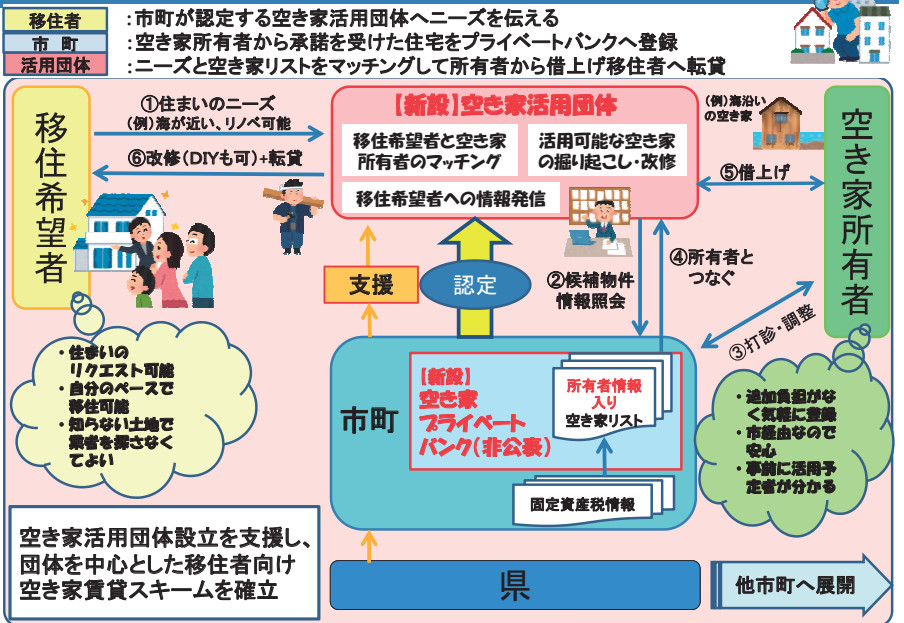 移住者 ：市町が認定する空き家活用団体へニーズを伝える
市 町 ：空き家所有者から承諾を受けた住宅をプライベートバンクへ登録
活用団体 ：ニーズと空き家リストをマッチングして所有者から借上げ移住者へ転貸
移住希望者
①住まいのニーズ
(例)海が近い、リノベ可能
⑥改修(DIYも可)+転貸
【新設】空き家活用団体
移住希望者と空き家
所有者のマッチング
活用可能な空き家
の掘り起こし・改修
移住希望者への情報発信
(例)海沿い
の空き家
⑤借上げ
空き家所有者
支援
認定
②候補物件
情報照会
④所有者と
つなぐ
③打診・調整
・住まいの
リクエスト可能
・自分のペースで
移住可能
・知らない土地で
業者を探さなく
てよい
市町
【新設】
空き家
プライベート
バンク(非公表)
所有者情報
入り
空き家リスト
固定資産税情報
・追加負担がな
く気軽に登録
・市経由なので
安心
・事前に活用予
定者が分かる
空き家活用団体設立を支援し、
団体を中心とした移住者向け
空き家賃貸スキームを確立
県
他市町へ展開